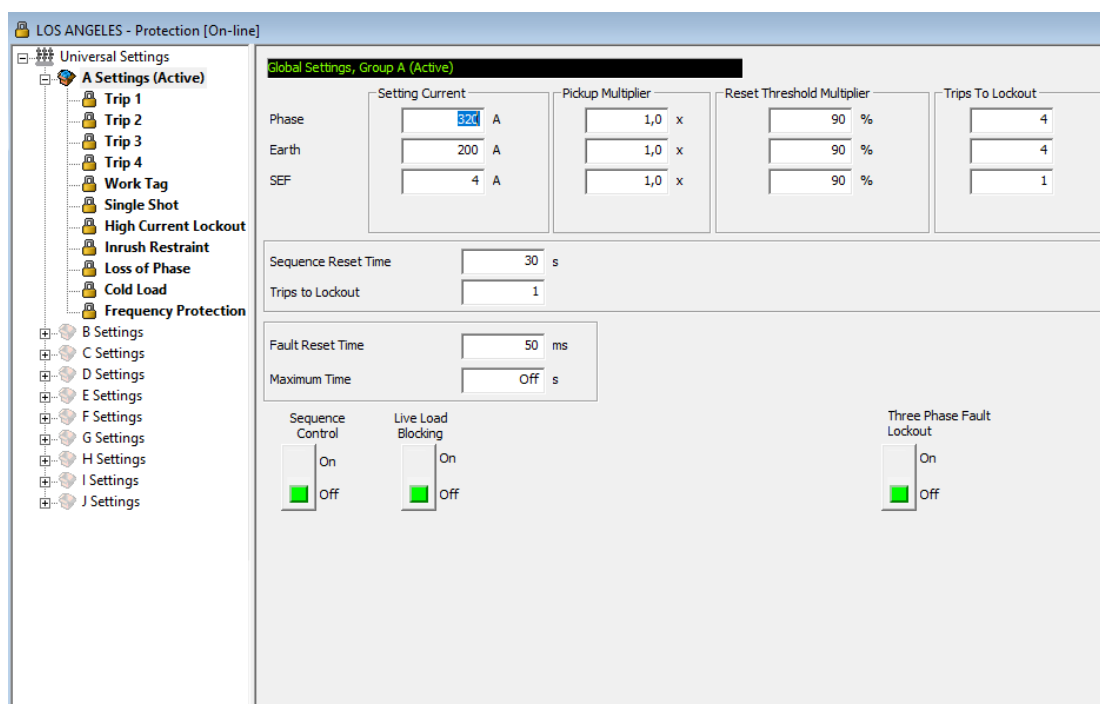 LOS ANGELES - Protection [On-line]
Universal Settings
A Settings (Active)
Trip 1
Trip 2
Trip 3
Trip 4
Work Tag
Single Shot
High Current Lockout
Inrush Restraint
Loss of Phase
Cold Load
Frequency Protection
B Settings
C Settings
D Settings
E Settings
F Settings
G Settings
H Settings
I Settings
J Settings
Global Settings, Group A (Active)
Setting Current Pickup Multiplier Reset Threshold Multiplier Trips To Lockout
Phase 320 A 1,0 x 90 % 4
Earth 200 A 1,0 x 90 % 4
SEF 4 A 1,0 x 90 % 1
Sequence Reset Time 30 s
Trips to Lockout 1
Fault Reset Time 50 ms
Maximum Time Off s
Sequence Control
On
Off
Live Load Blocking
On
Off
Three Phase Fault Lockout
On
Off